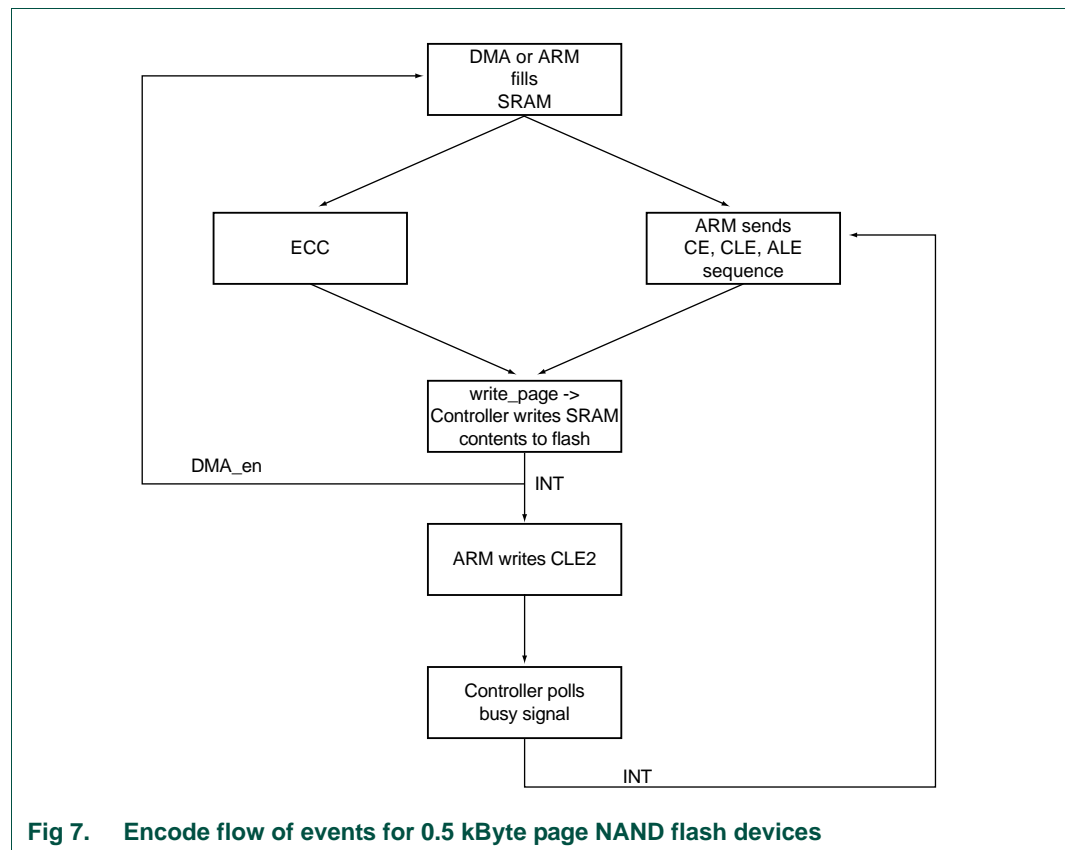 DMA or ARM
fills
SRAM
ECC
ARM sends
CE, CLE, ALE
sequence
write_page ->
Controller writes SRAM
contents to flash
DMA_en
INT
ARM writes CLE2
Controller polls
busy signal
INT
Fig 7. Encode flow of events for 0.5 kByte page NAND flash devices